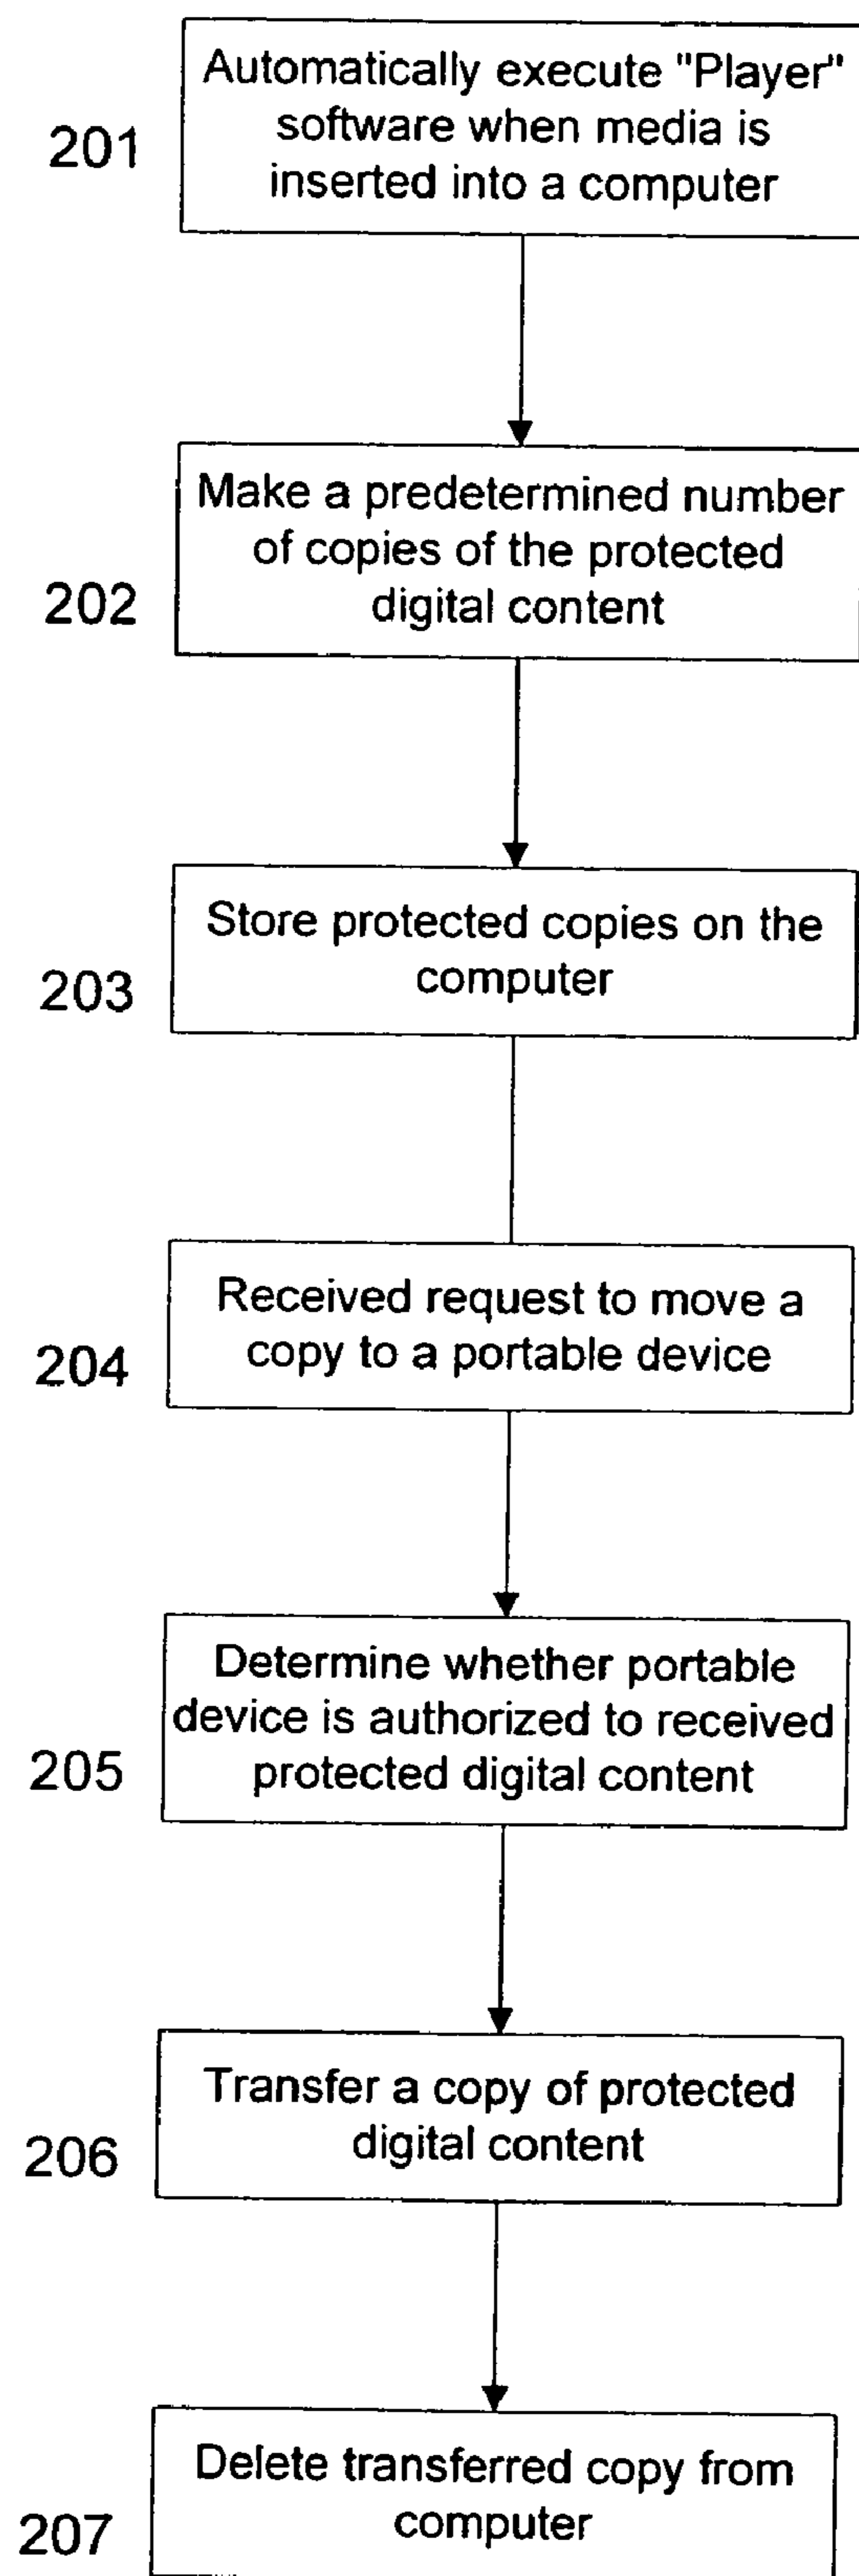 Automatically execute "Player"
software when media is
inserted into a computer
201
Make a predetermined number
of copies of the protected
digital content
202
Store protected copies on the
computer
203
Received request to move a
copy to a portable device
204
Determine whether portable
device is authorized to received
protected digital content
205
Transfer a copy of protected
digital content
206
Delete transferred copy from
computer
207